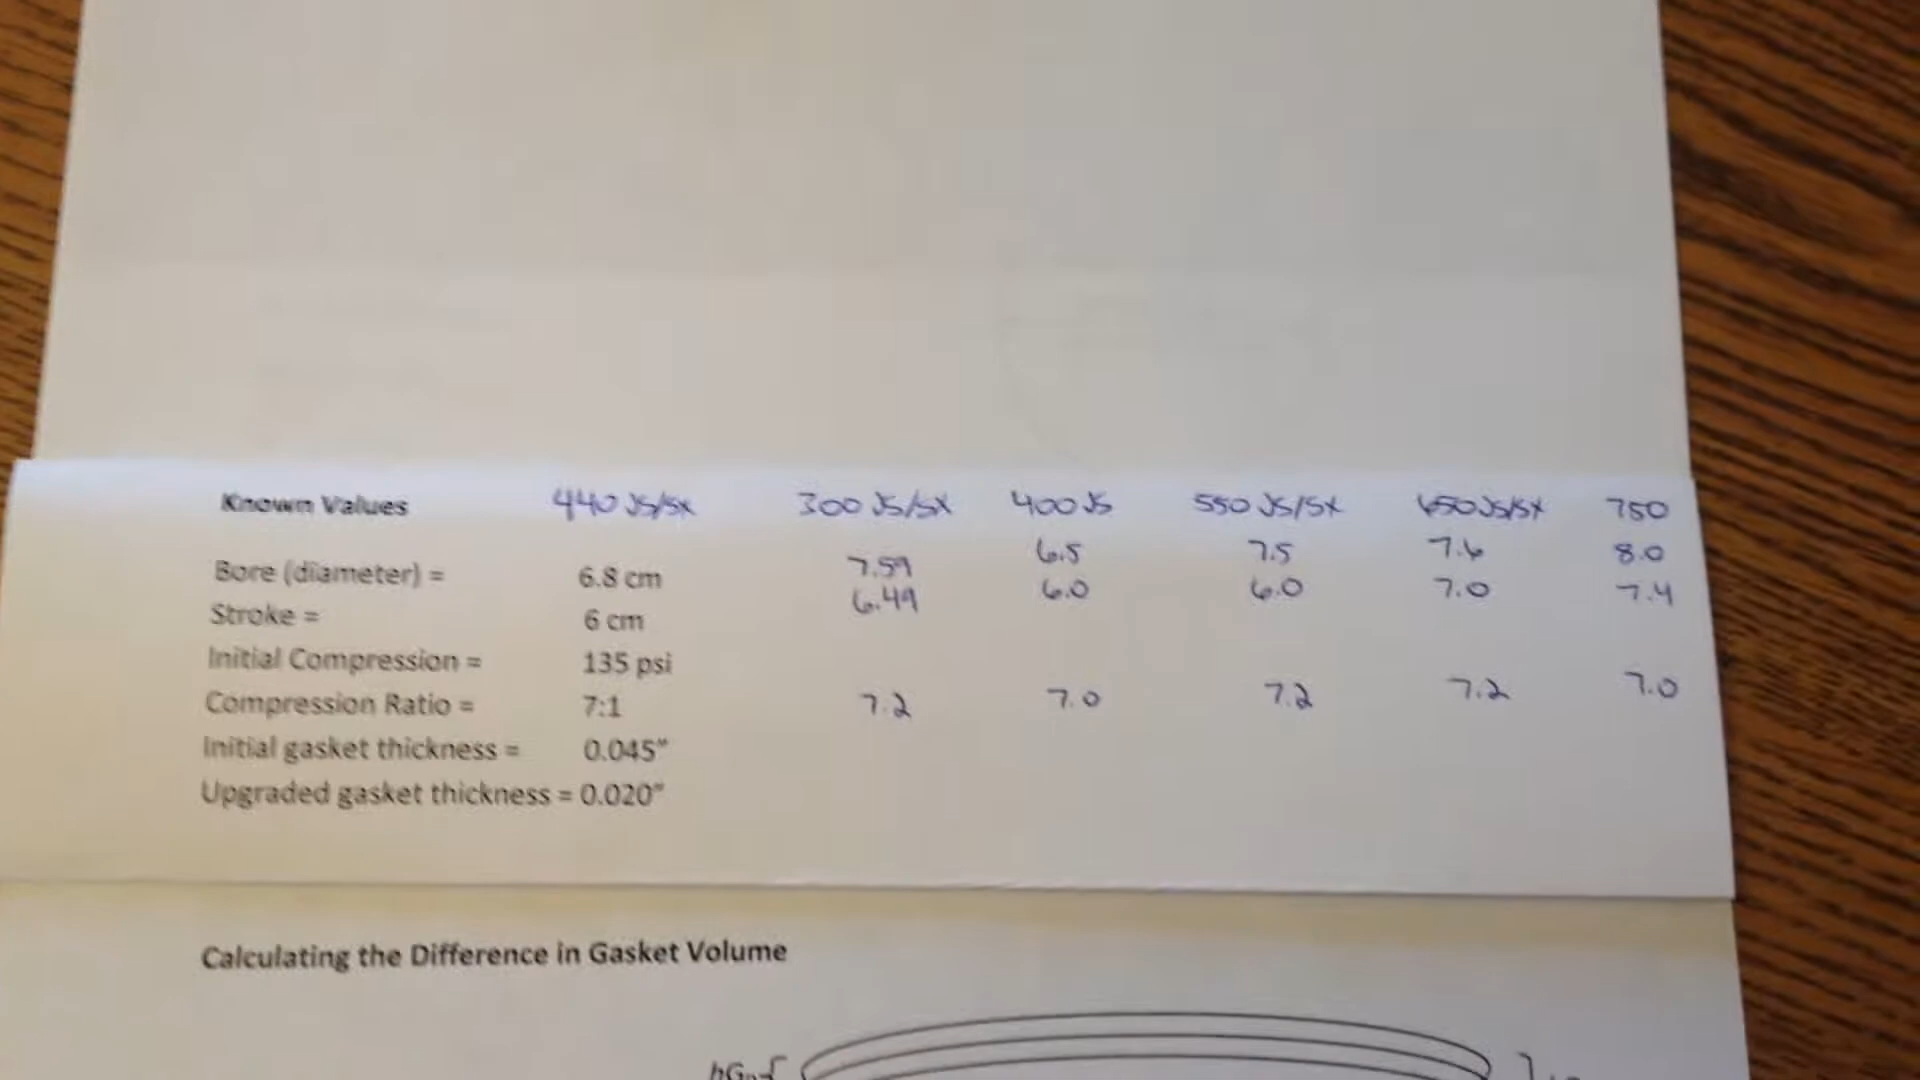 Known Values 440 JS/SX 300 JS/SX 400 JS 550 JS/SX 650 JS/SX 750
Bore (diameter) = 6.8 cm 7.59 6.5 7.5 7.6 8.0
Stroke = 6 cm 6.49 6.0 6.0 7.0 7.4
Initial Compression = 135 psi
Compression Ratio = 7:1 7.2 7.0 7.2 7.2 7.0
Initial gasket thickness = 0.045"
Upgraded gasket thickness = 0.020"
Calculating the Difference in Gasket Volume